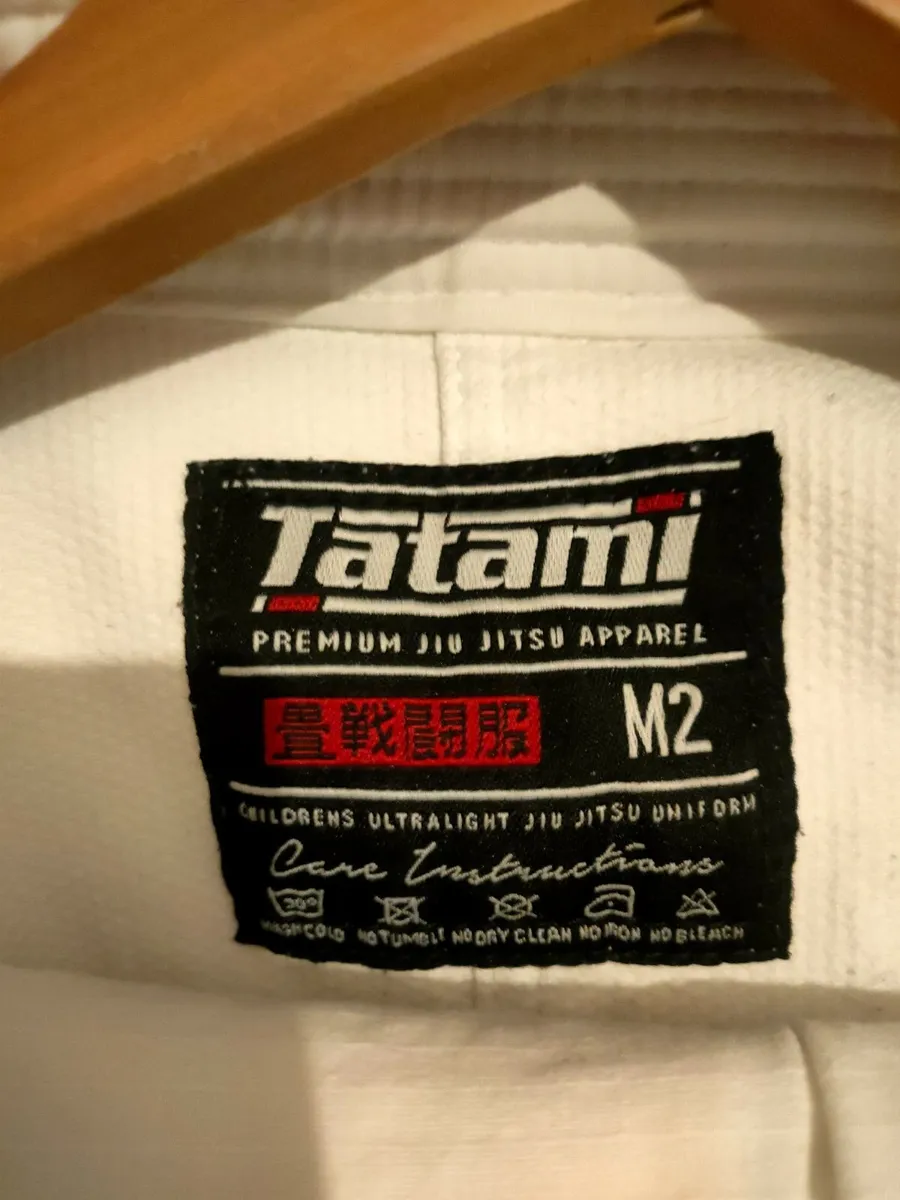 Tatami
PREMIUM JIU JITSU APPAREL
畳戦闘服 M2
CHILDRENS ULTRALIGHT JIU JITSU UNIFORM
Care Instructions
30°
WASH COLD NO TUMBLE NO DRY CLEAN NO IRON NO BLEACH